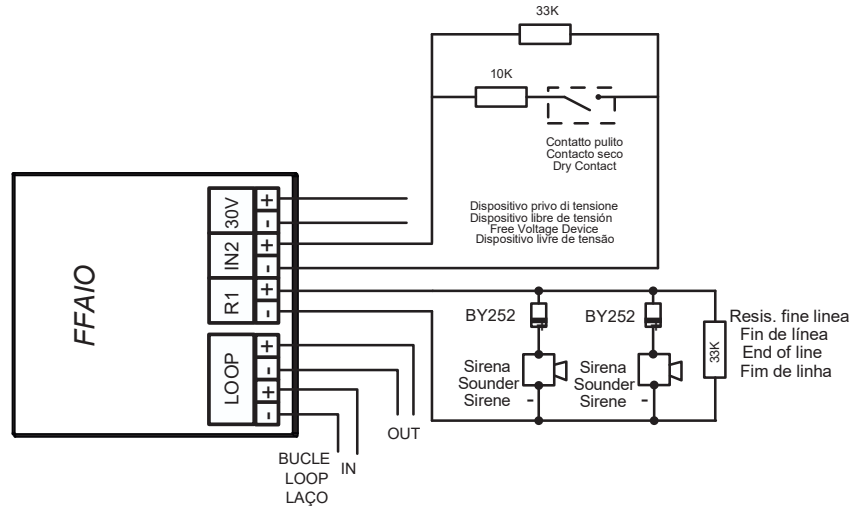 33K
10K
Contatto pulito
Contacto seco
Dry Contact
Dispositivo privo di tensione
Dispositivo libre de tensión
Free Voltage Device
Dispositivo livre de tensão
FFAIO
30V
+
-
IN2
+
-
R1
+
-
LOOP
+
-
+
-
BY252
+
BY252
+
Sirena
Sounder
Sirene
-
Sirena
Sounder
Sirene
-
33K
Resis. fine linea
Fin de línea
End of line
Fim de linha
OUT
IN
BUCLE
LOOP
LAÇO